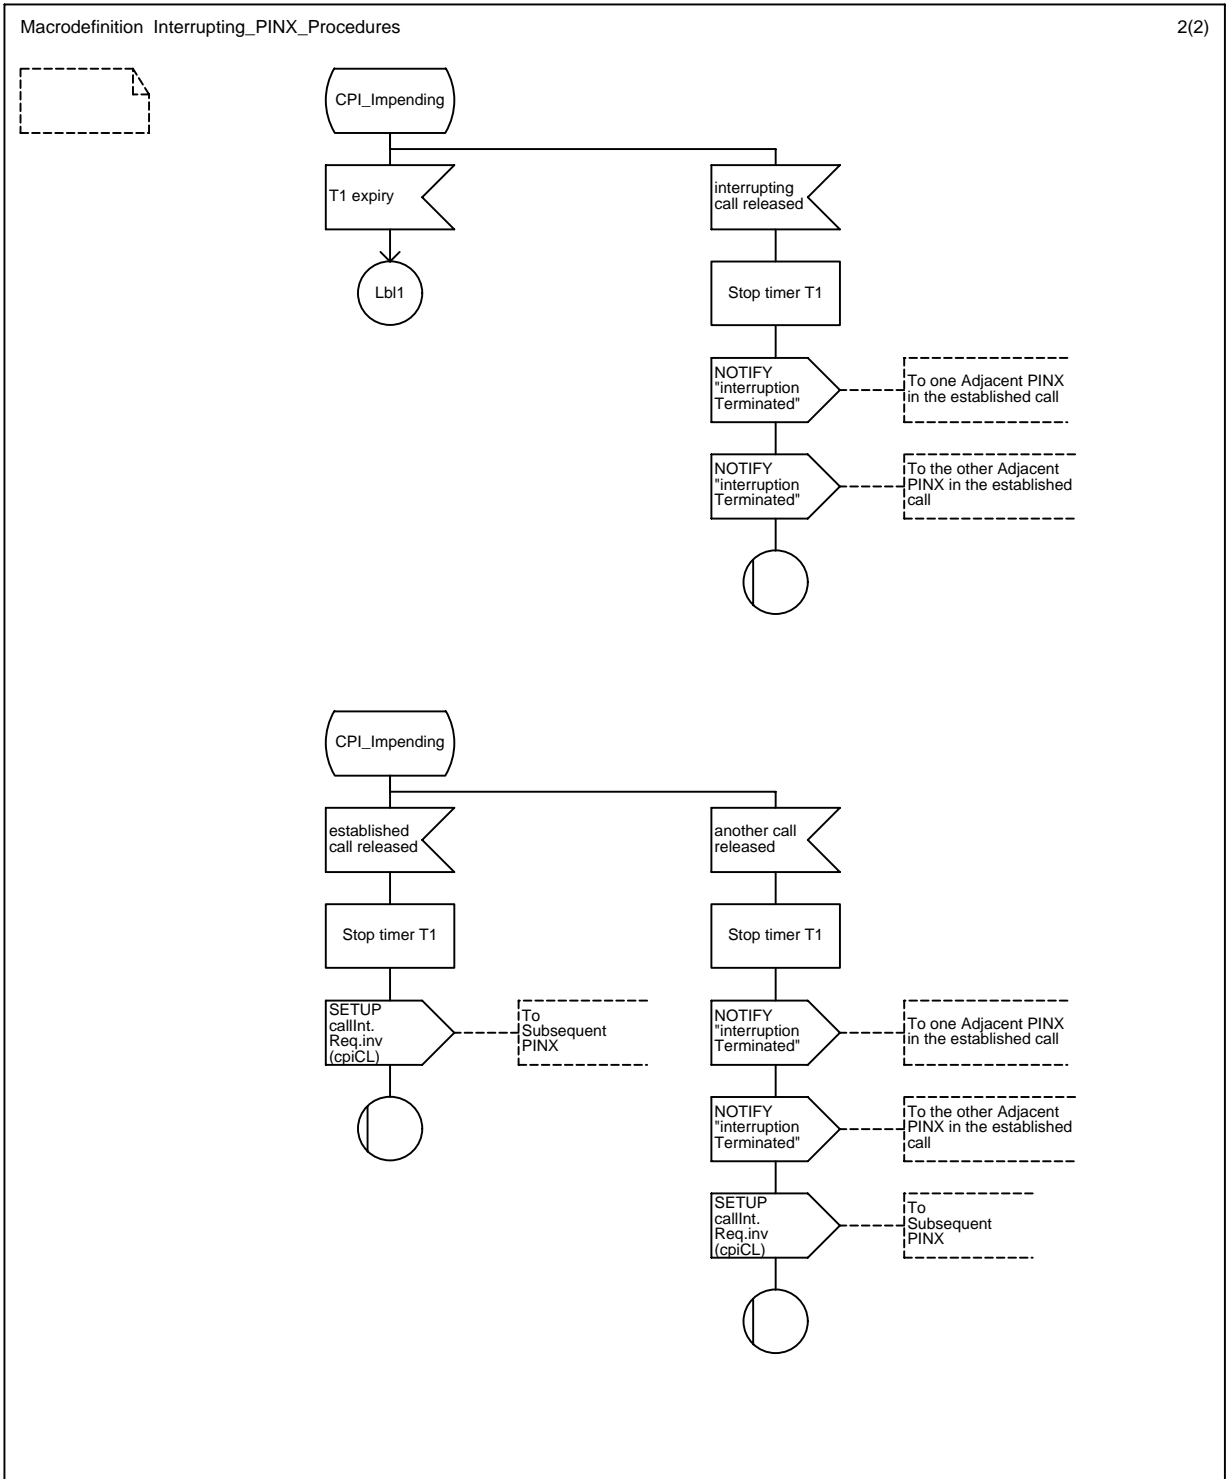 Macrodefinition Interrupting_PINX_Procedures
2(2)
CPI_Impending
T1 expiry
Lbl1
interrupting
call released
Stop timer T1
NOTIFY
"interruption
Terminated"
To one Adjacent PINX
in the established call
NOTIFY
"interruption
Terminated"
To the other Adjacent
PINX in the established
call
CPI_Impending
established
call released
Stop timer T1
SETUP
callInt.
Req.inv
(cpiCL)
To
Subsequent
PINX
another call
released
Stop timer T1
NOTIFY
"interruption
Terminated"
To one Adjacent PINX
in the established call
NOTIFY
"interruption
Terminated"
To the other Adjacent
PINX in the established
call
SETUP
callInt.
Req.inv
(cpiCL)
To
Subsequent
PINX